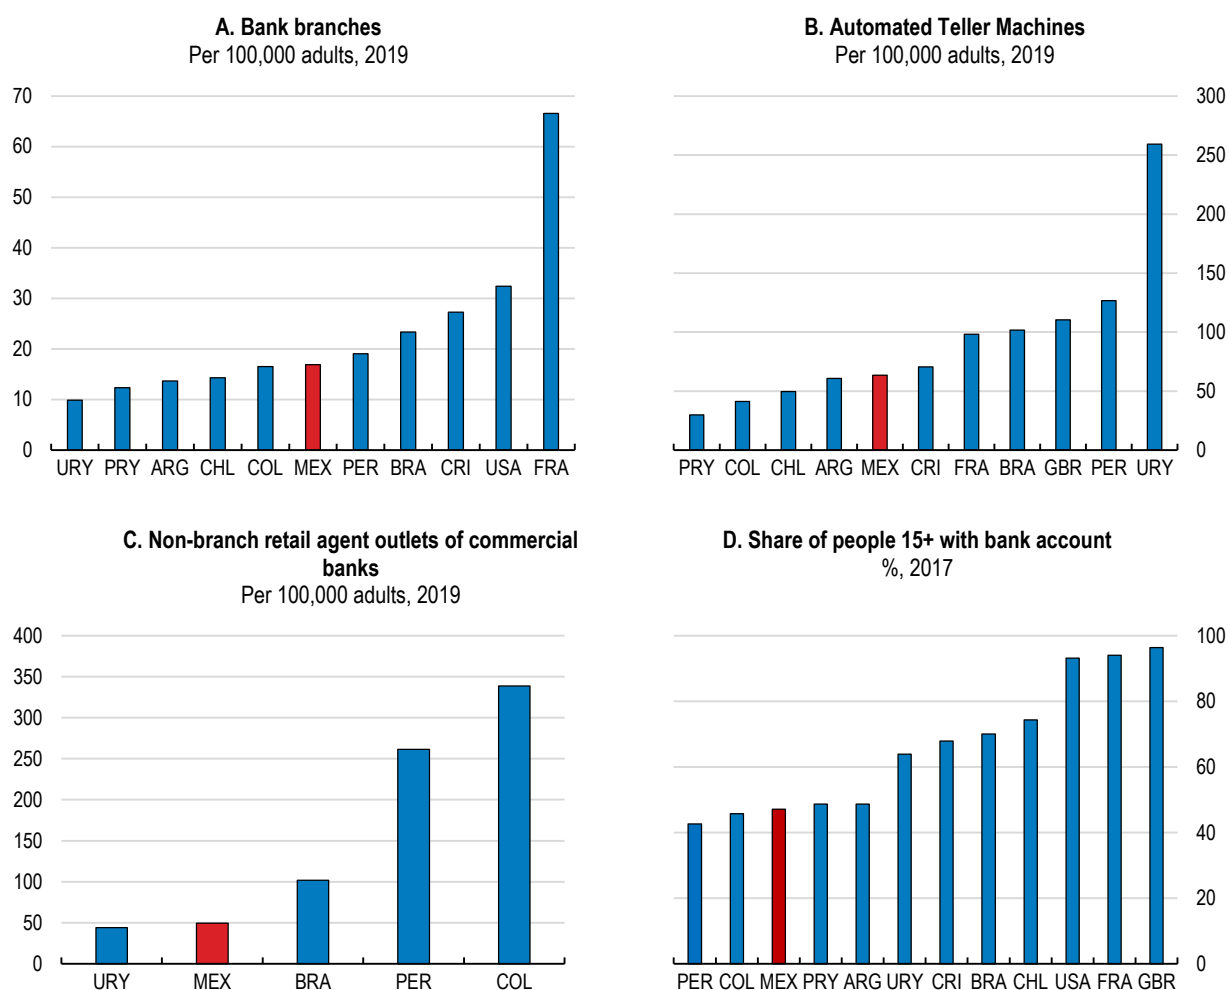 A. Bank branches
Per 100,000 adults, 2019
70
60
50
40
30
20
10
0
URY PRY ARG CHL COL MEX PER BRA CRI USA FRA
B. Automated Teller Machines
Per 100,000 adults, 2019
300
250
200
150
100
50
0
PRY COL CHL ARG MEX CRI FRA BRA GBR PER URY
C. Non-branch retail agent outlets of commercial
banks
Per 100,000 adults, 2019
400
350
300
250
200
150
100
50
0
URY MEX BRA PER COL
D. Share of people 15+ with bank account
%, 2017
100
80
60
40
20
0
PER COL MEX PRY ARG URY CRI BRA CHL USA FRA GBR